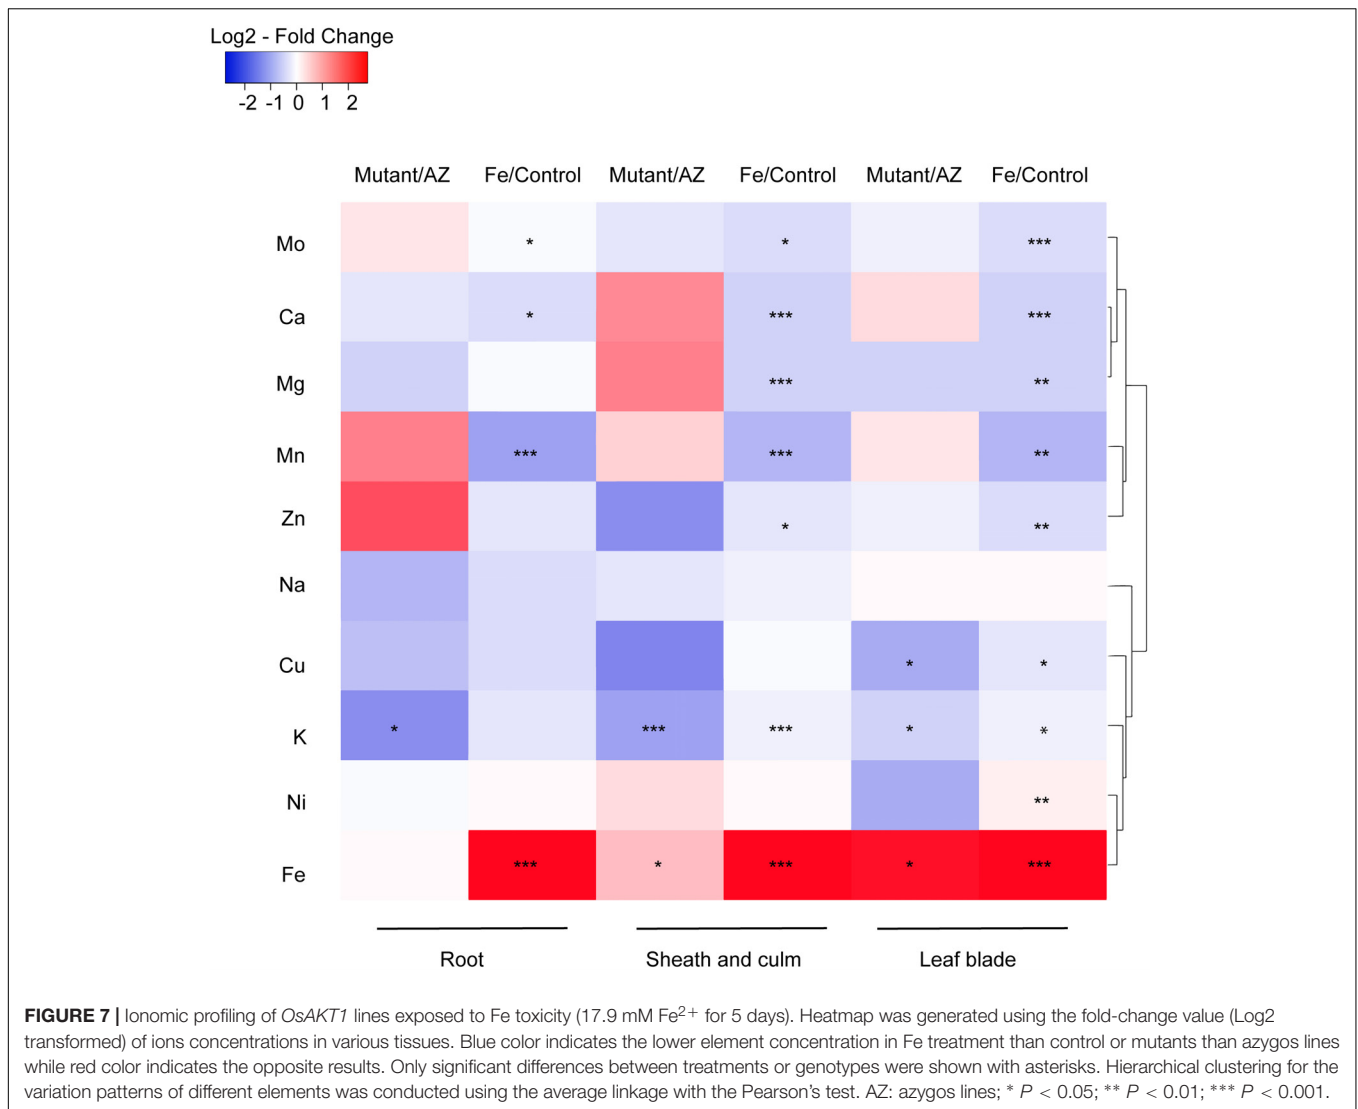 Log2 - Fold Change
-2 -1 0 1 2
Mutant/AZ Fe/Control Mutant/AZ Fe/Control Mutant/AZ Fe/Control
Mo * * ***
Ca * *** ***
Mg *** **
Mn *** *** **
Zn * **
Na
Cu * *
K * *** *** * *
Ni **
Fe *** * *** * ***
Root Sheath and culm Leaf blade
FIGURE 7 | Ionomic profiling of OsAKT1 lines exposed to Fe toxicity (17.9 mM Fe²⁺ for 5 days). Heatmap was generated using the fold-change value (Log2
transformed) of ions concentrations in various tissues. Blue color indicates the lower element concentration in Fe treatment than control or mutants than azygos lines
while red color indicates the opposite results. Only significant differences between treatments or genotypes were shown with asterisks. Hierarchical clustering for the
variation patterns of different elements was conducted using the average linkage with the Pearson's test. AZ: azygos lines; * P < 0.05; ** P < 0.01; *** P < 0.001.